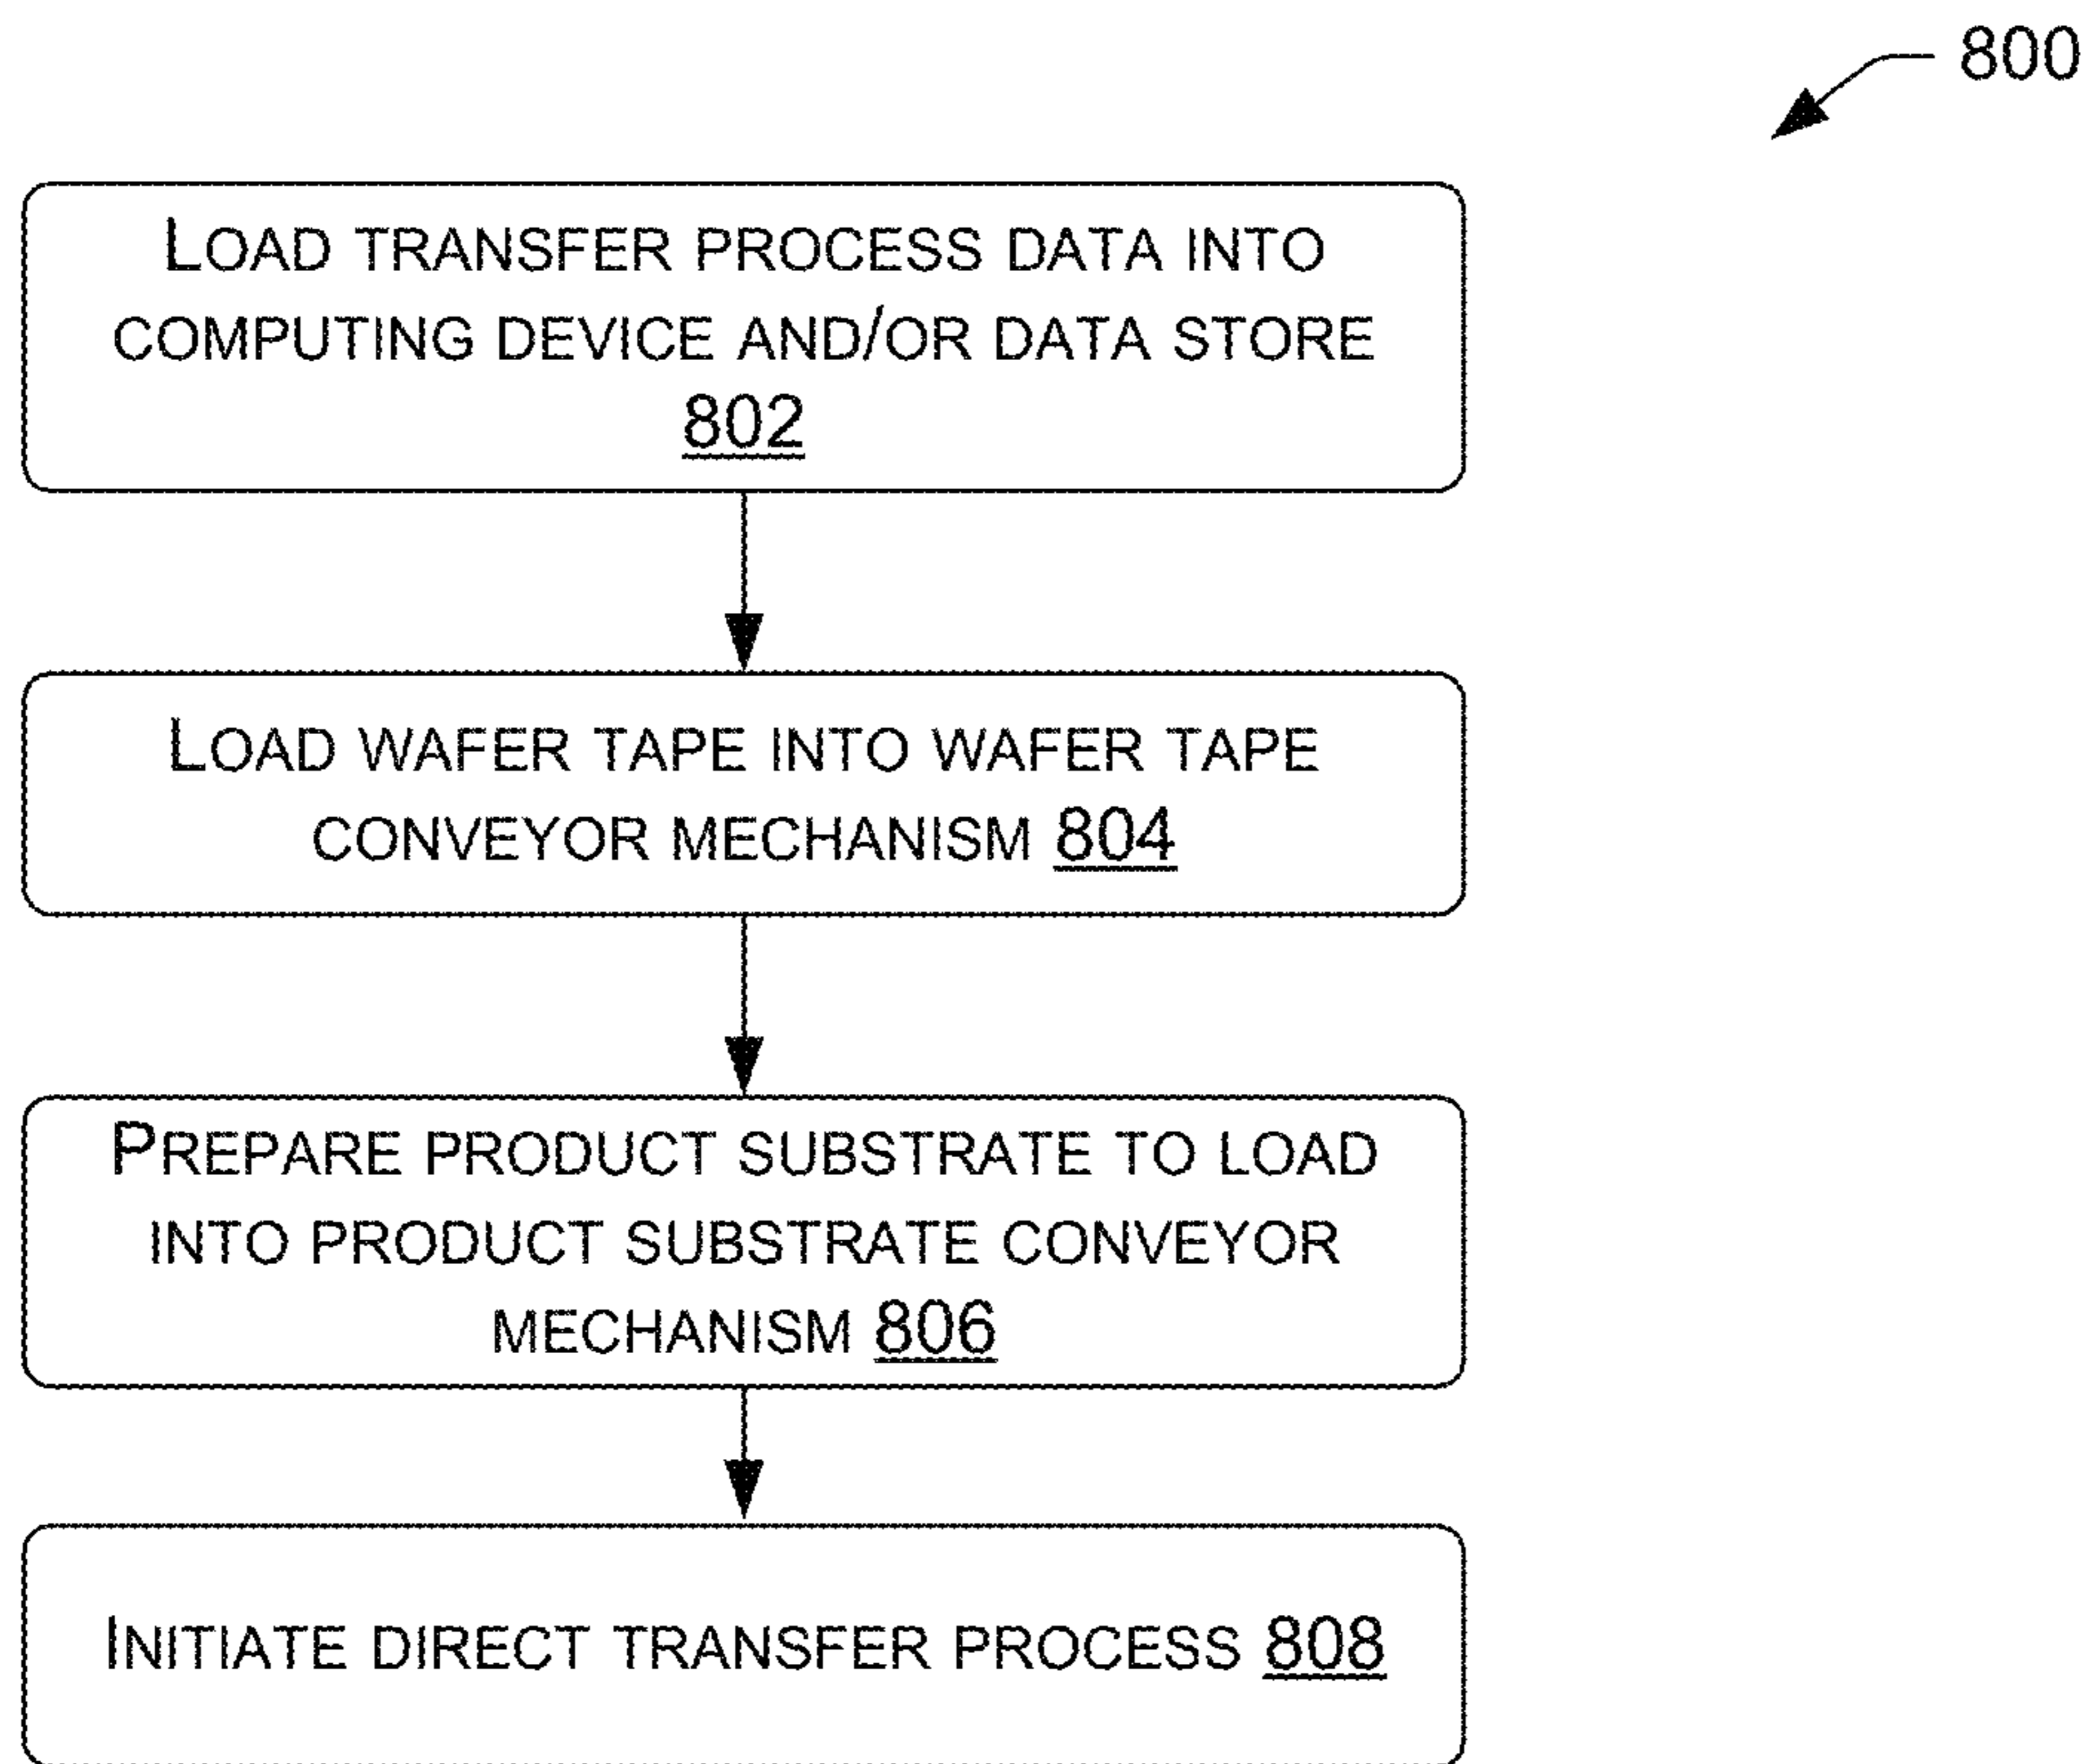 800
LOAD TRANSFER PROCESS DATA INTO
COMPUTING DEVICE AND/OR DATA STORE
802
LOAD WAFER TAPE INTO WAFER TAPE
CONVEYOR MECHANISM 804
PREPARE PRODUCT SUBSTRATE TO LOAD
INTO PRODUCT SUBSTRATE CONVEYOR
MECHANISM 806
INITIATE DIRECT TRANSFER PROCESS 808